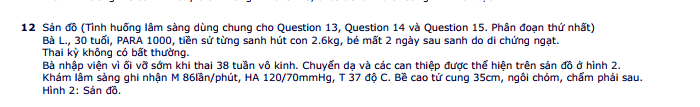 12 Sản đồ (Tình huống lâm sàng dùng chung cho Question 13, Question 14 và Question 15. Phân đoạn thứ nhất)
Bà L., 30 tuổi, PARA 1000, tiền sử từng sanh hút con 2.6kg, bé mất 2 ngày sau sanh do di chứng ngạt.
Thai kỳ không có bất thường.
Bà nhập viện vì ối vỡ sớm khi thai 38 tuần vô kinh. Chuyển dạ và các can thiệp được thể hiện trên sản đồ ở hình 2.
Khám lâm sàng ghi nhận M 86lần/phút, HA 120/70mmHg, T 37 độ C. Bề cao tử cung 35cm, ngôi chỏm, chẩm phải sau.
Hình 2: Sản đồ.